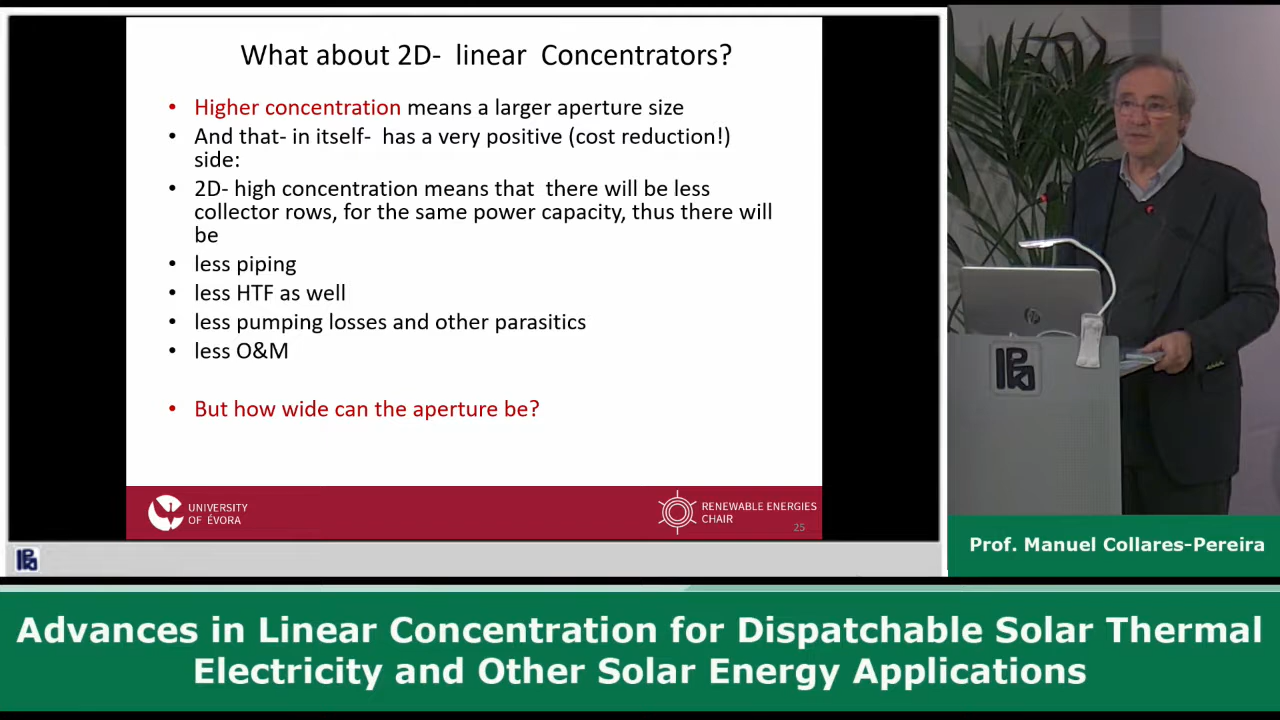 What about 2D- linear Concentrators?
• Higher concentration means a larger aperture size
• And that- in itself- has a very positive (cost reduction!)
side:
• 2D- high concentration means that there will be less
collector rows, for the same power capacity, thus there will
be
• less piping
• less HTF as well
• less pumping losses and other parasitics
• less O&M
• But how wide can the aperture be?
UNIVERSITY
OF ÉVORA
RENEWABLE ENERGIES
CHAIR
25
Prof. Manuel Collares-Pereira
Advances in Linear Concentration for Dispatchable Solar Thermal
Electricity and Other Solar Energy Applications